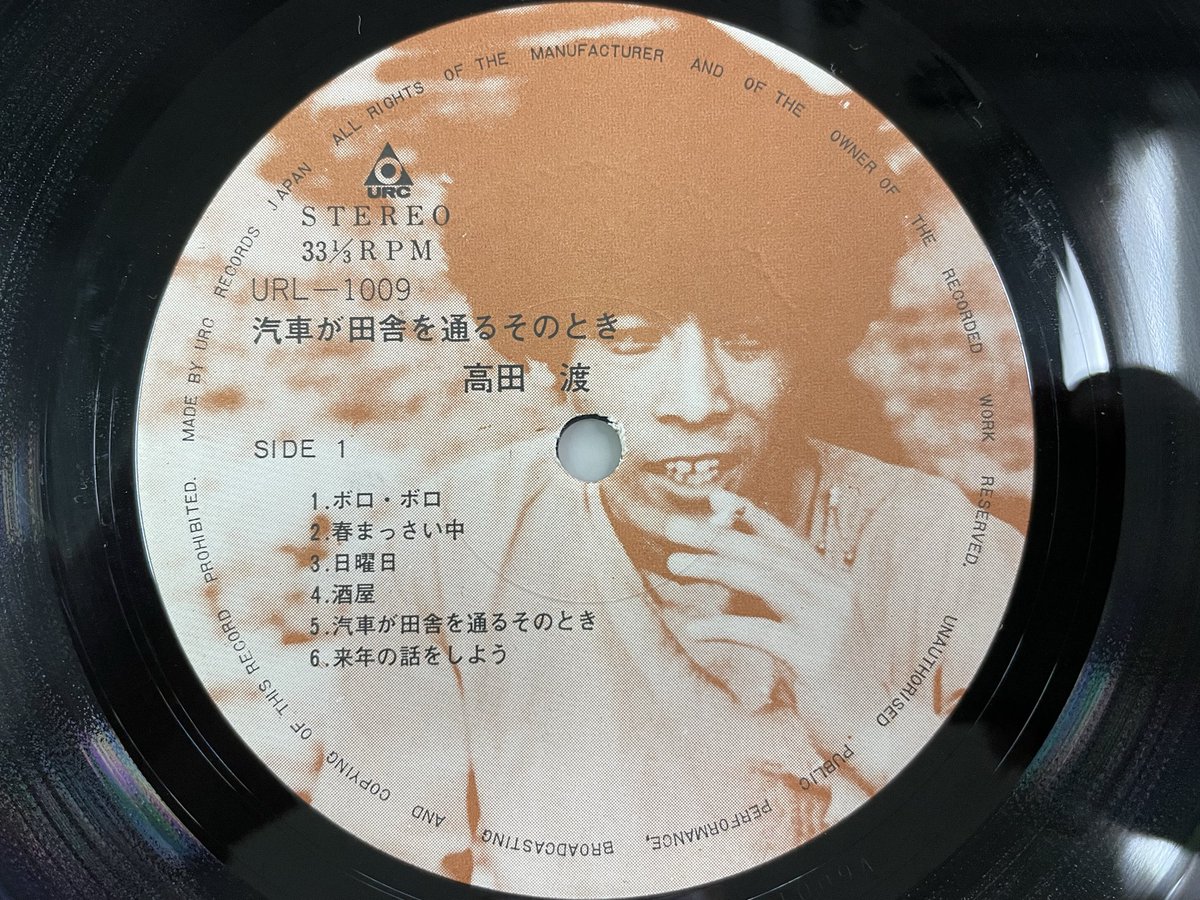 URC
STEREO
33⅓RPM
URL−1009
汽車が田舎を通るそのとき
高田 渡
SIDE 1
1.ボロ・ボロ
2.春まっさい中
3.日曜日
4.酒屋
5.汽車が田舎を通るそのとき
6.来年の話をしよう
MADE BY URC RECORDS JAPAN ALL RIGHTS OF THE MANUFACTURER AND OF THE OWNER OF THE RECORDED WORK RESERVED. UNAUTHORISED PUBLIC PERFORMANCE, BROADCASTING AND COPYING OF THIS RECORD PROHIBITED.